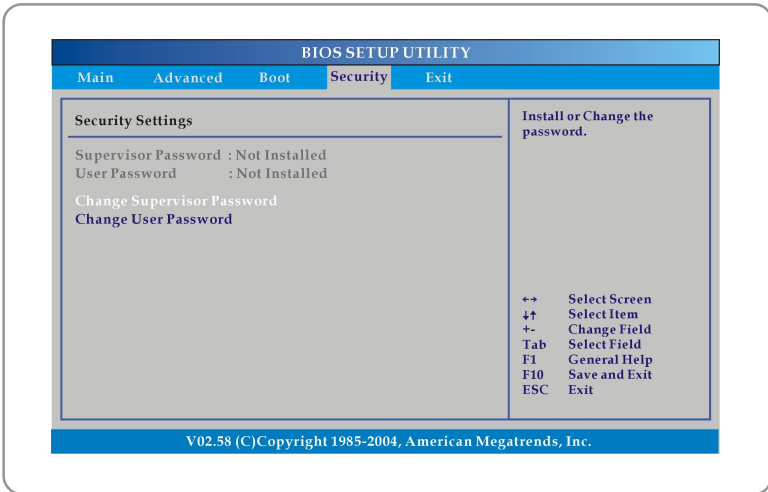 BIOS SETUP UTILITY
Main Advanced Boot Security Exit
Security Settings
Supervisor Password : Not Installed
User Password : Not Installed
Change Supervisor Password
Change User Password
Install or Change the
password.
←→ Select Screen
↓↑ Select Item
+- Change Field
Tab Select Field
F1 General Help
F10 Save and Exit
ESC Exit
V02.58 (C)Copyright 1985-2004, American Megatrends, Inc.